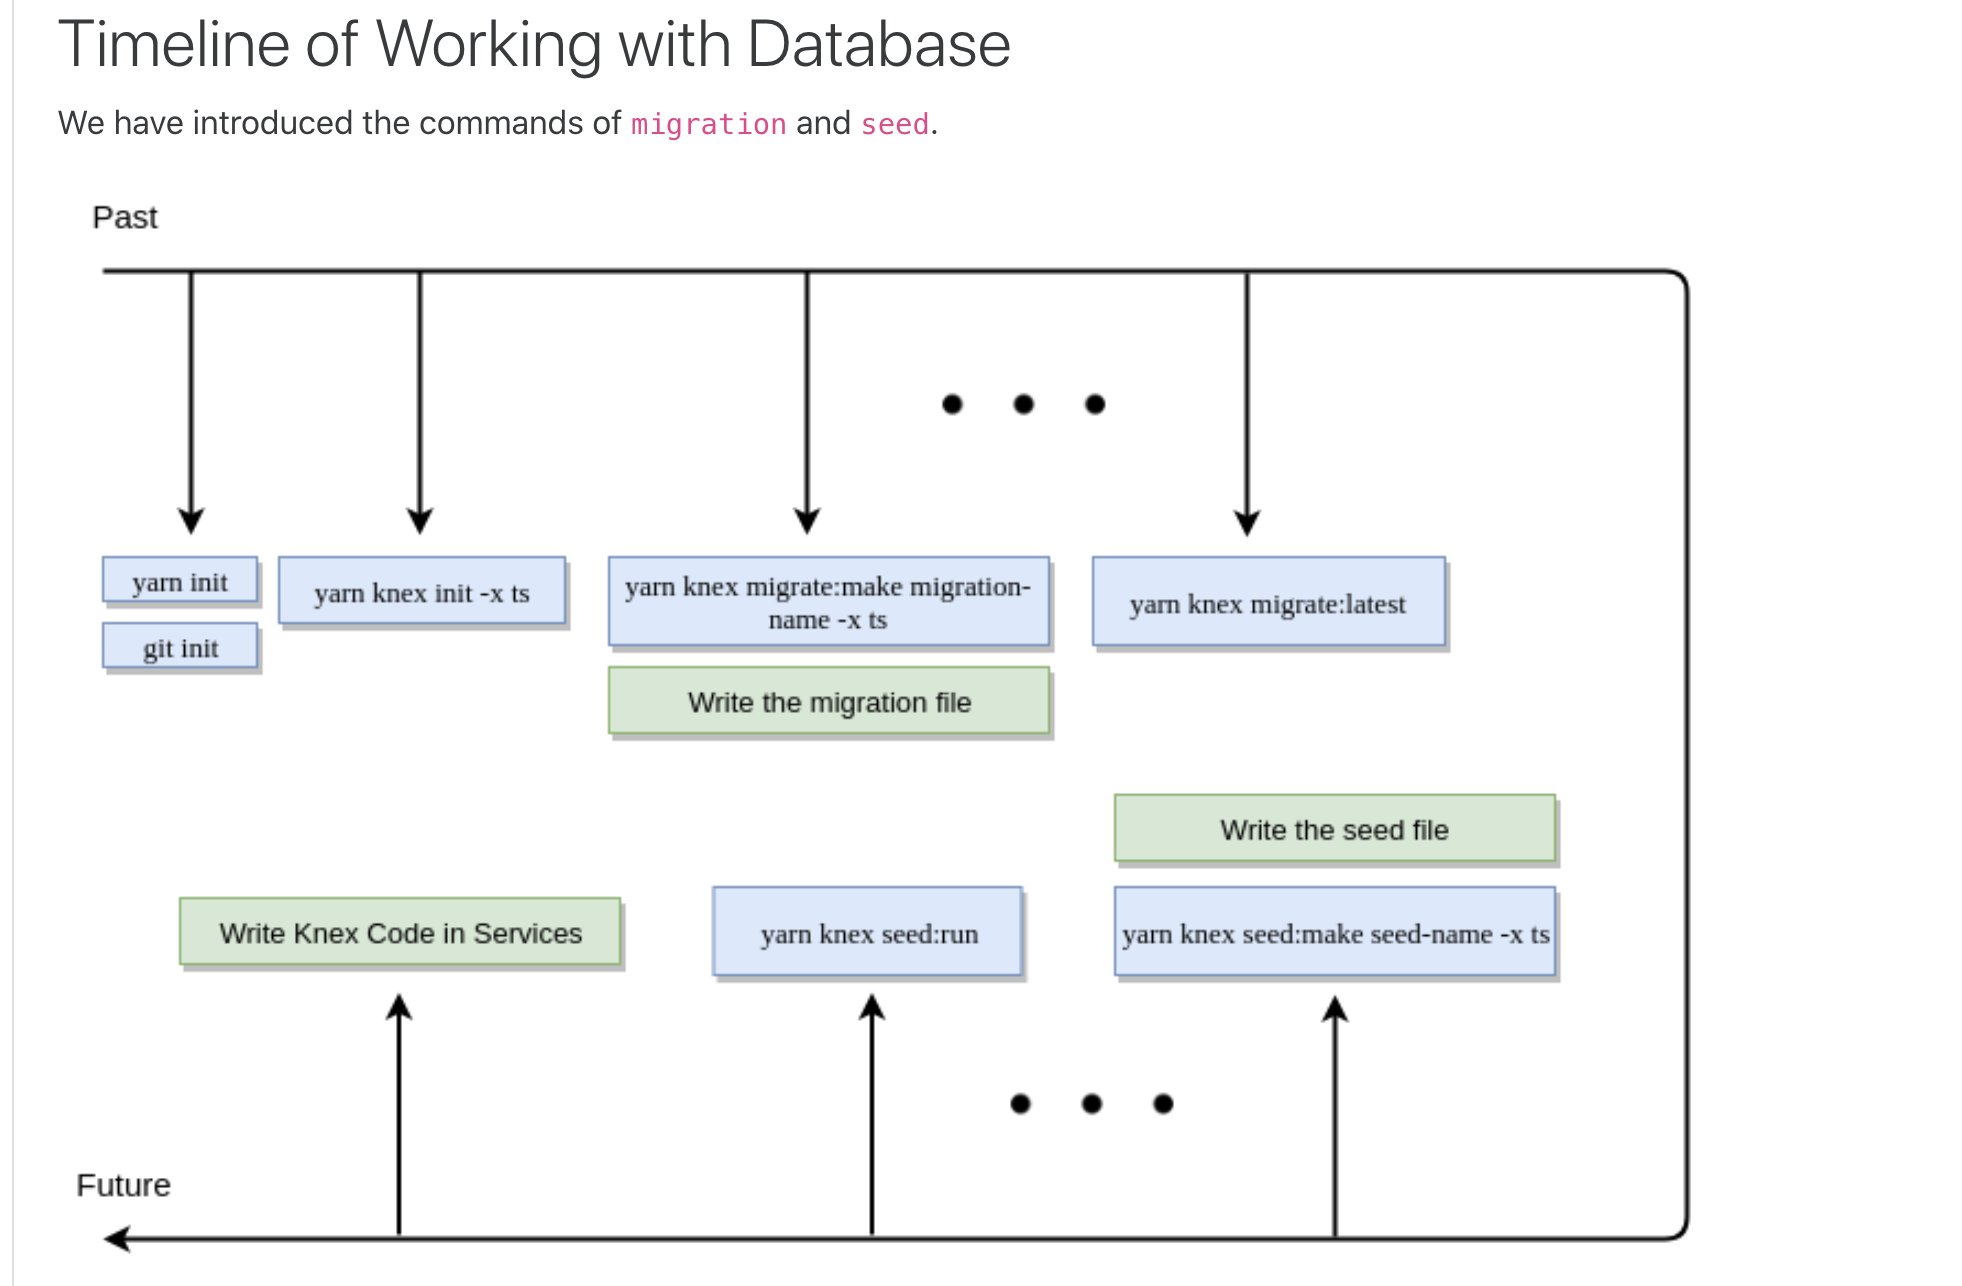 Timeline of Working with Database
We have introduced the commands of migration and seed.
Past
yarn init
git init
yarn knex init -x ts
yarn knex migrate:make migration-
name -x ts
Write the migration file
yarn knex migrate:latest
Write the seed file
yarn knex seed:make seed-name -x ts
yarn knex seed:run
Write Knex Code in Services
Future